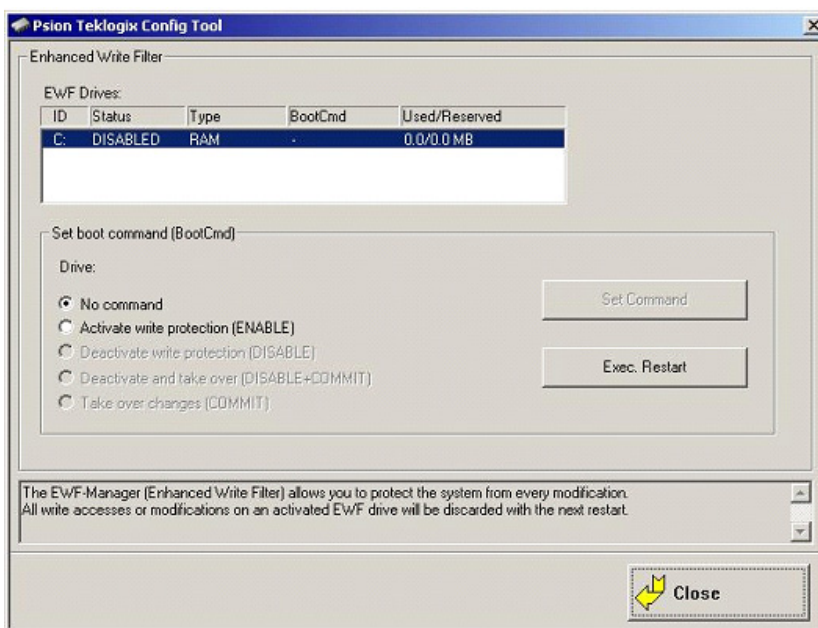 Psion Teklogix Config Tool
Enhanced Write Filter
EWF Drives:
ID Status Type BootCmd Used/Reserved
C: DISABLED RAM - 0.0/0.0 MB
Set boot command (BootCmd)
Drive:
No command
Set Command
Activate write protection (ENABLE)
Deactivate write protection (DISABLE)
Exec. Restart
Deactivate and take over (DISABLE+COMMIT)
Take over changes (COMMIT)
The EWF-Manager (Enhanced Write Filter) allows you to protect the system from every modification.
All write accesses or modifications on an activated EWF drive will be discarded with the next restart.
Close